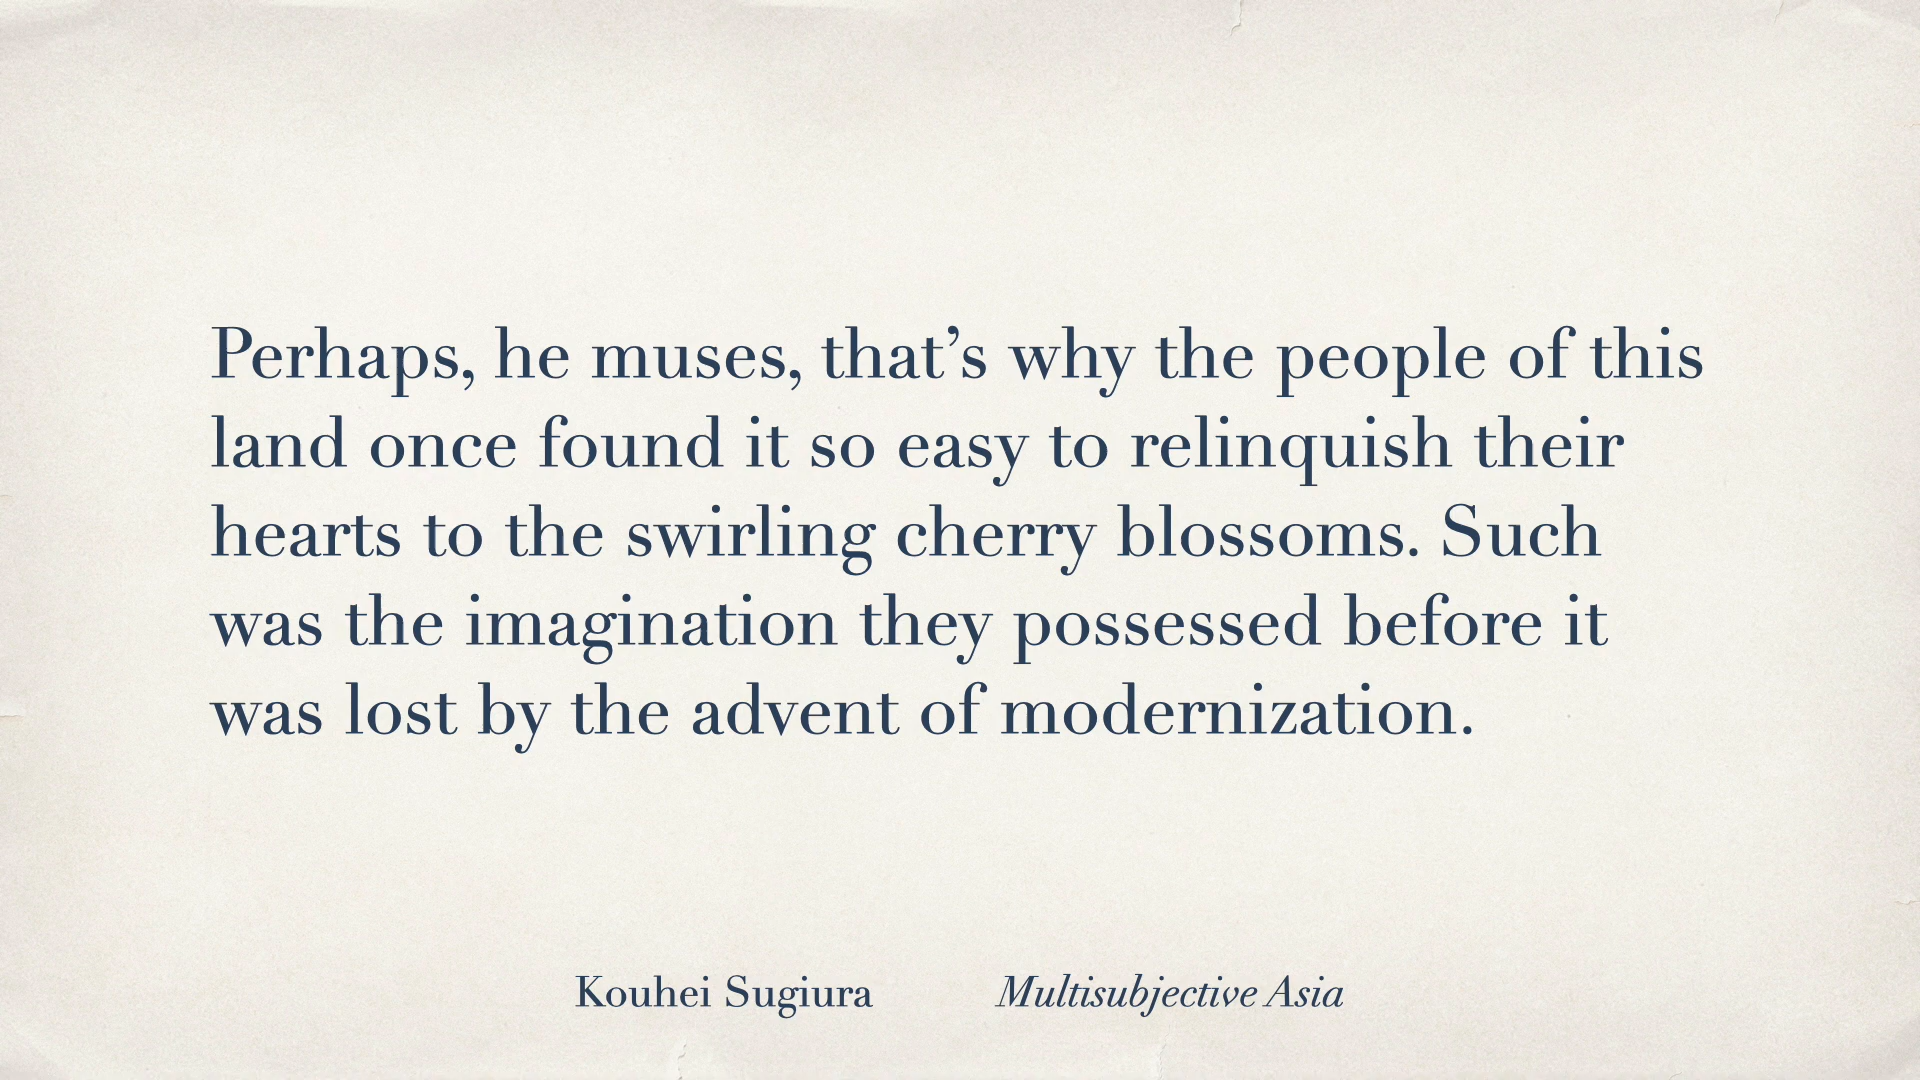 Perhaps, he muses, that’s why the people of this
land once found it so easy to relinquish their
hearts to the swirling cherry blossoms. Such
was the imagination they possessed before it
was lost by the advent of modernization.
Kouhei Sugiura Multisubjective Asia